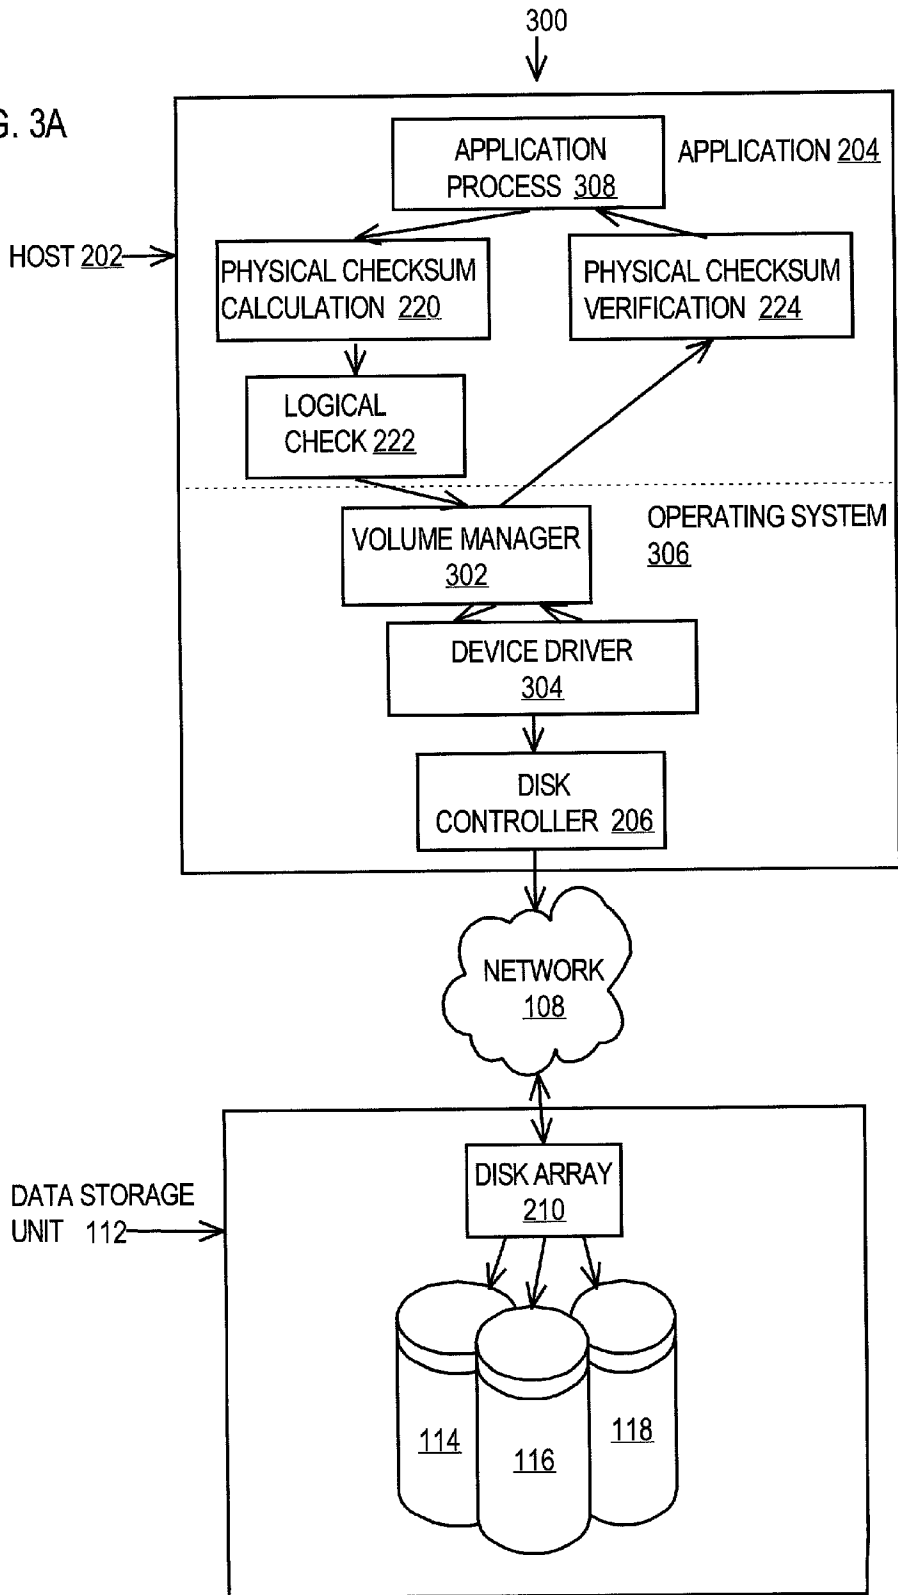 300
G. 3A
APPLICATION
PROCESS 308
APPLICATION 204
HOST 202
PHYSICAL CHECKSUM
CALCULATION 220
PHYSICAL CHECKSUM
VERIFICATION 224
LOGICAL
CHECK 222
VOLUME MANAGER
302
OPERATING SYSTEM
306
DEVICE DRIVER
304
DISK
CONTROLLER 206
NETWORK
108
DISK ARRAY
210
DATA STORAGE
UNIT 112
114
116
118